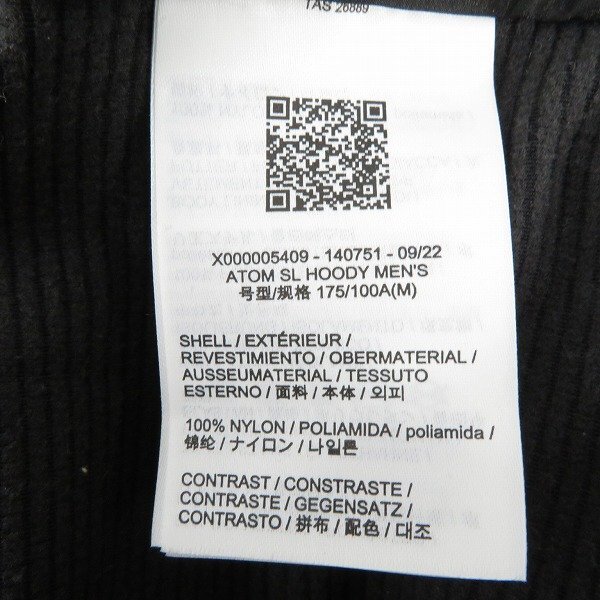 TAS 26889
X000005409 - 140751 - 09/22
ATOM SL HOODY MEN'S
号型/规格 175/100A(M)
SHELL / EXTÉRIEUR /
REVESTIMIENTO / OBERMATERIAL /
AUSSEUMATERIAL / TESSUTO
ESTERNO / 面料 / 本体 / 외피
100% NYLON / POLIAMIDA / poliamida /
锦纶 / ナイロン / 나일론
CONTRAST / CONSTRASTE /
CONTRASTE / GEGENSATZ /
CONTRASTO / 拼布 / 配色 / 대조